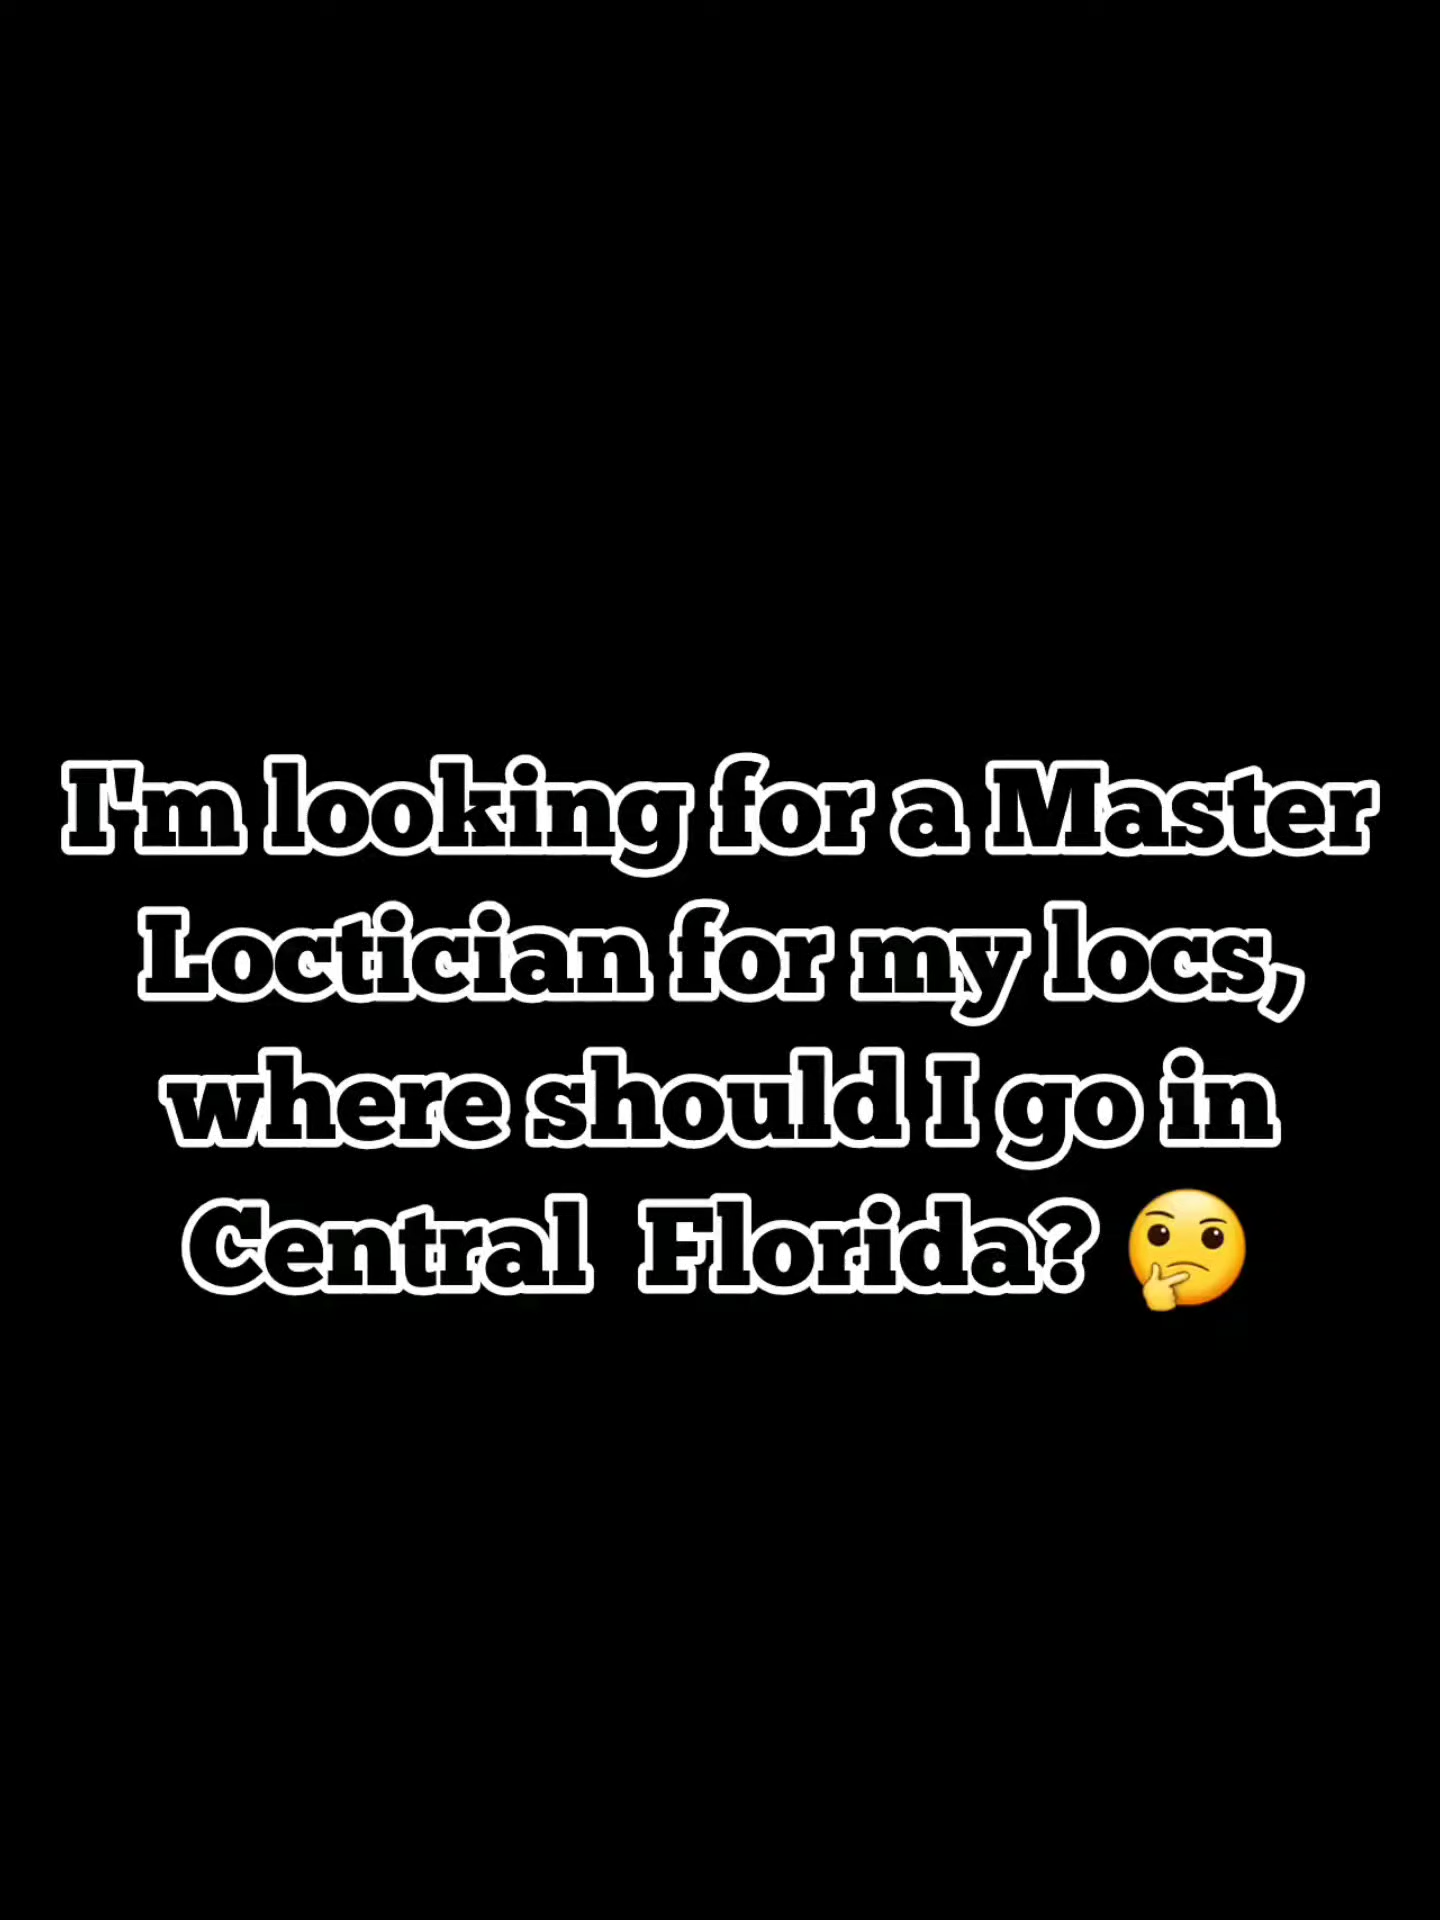 I'm looking for a Master
Loctician for my locs,
where should I go in
Central  Florida? 🤔